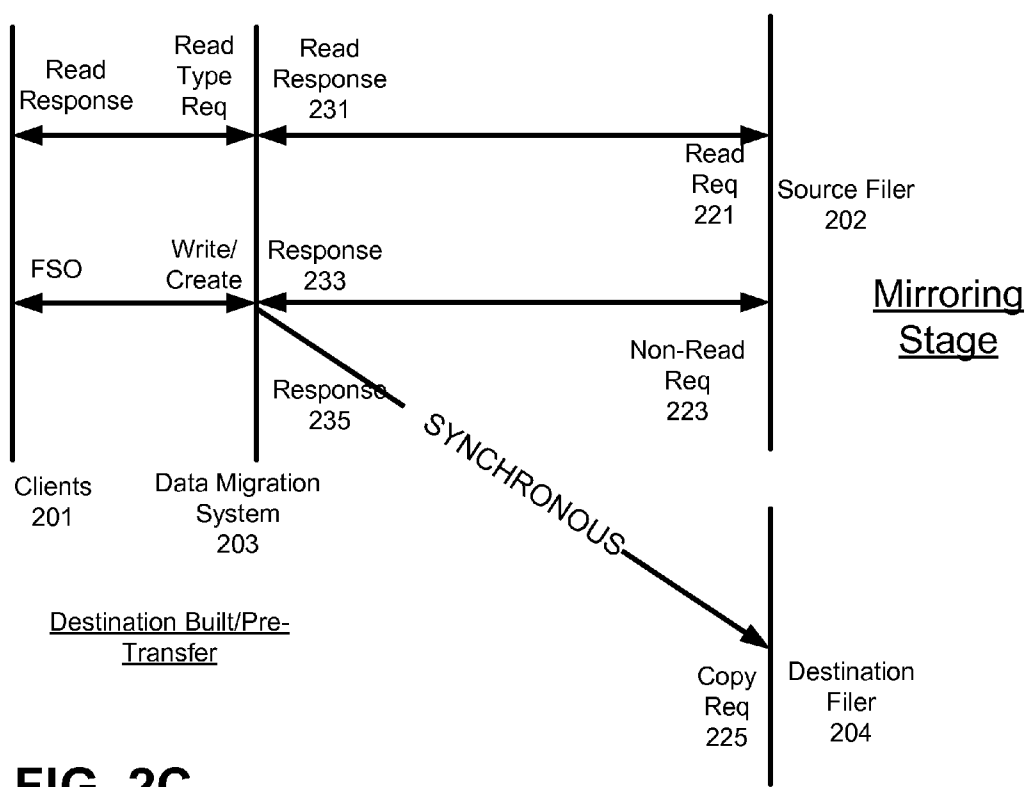 Read
Response
Read
Type
Req
Read
Response
231
Read
Req
221
Source Filer
202
FSO
Write/
Create
Response
233
Mirroring
Stage
Non-Read
Req
223
Response
235
SYNCHRONOUS
Clients
201
Data Migration
System
203
Destination Built/Pre-
Transfer
Copy
Req
225
Destination
Filer
204
FIG. 2C